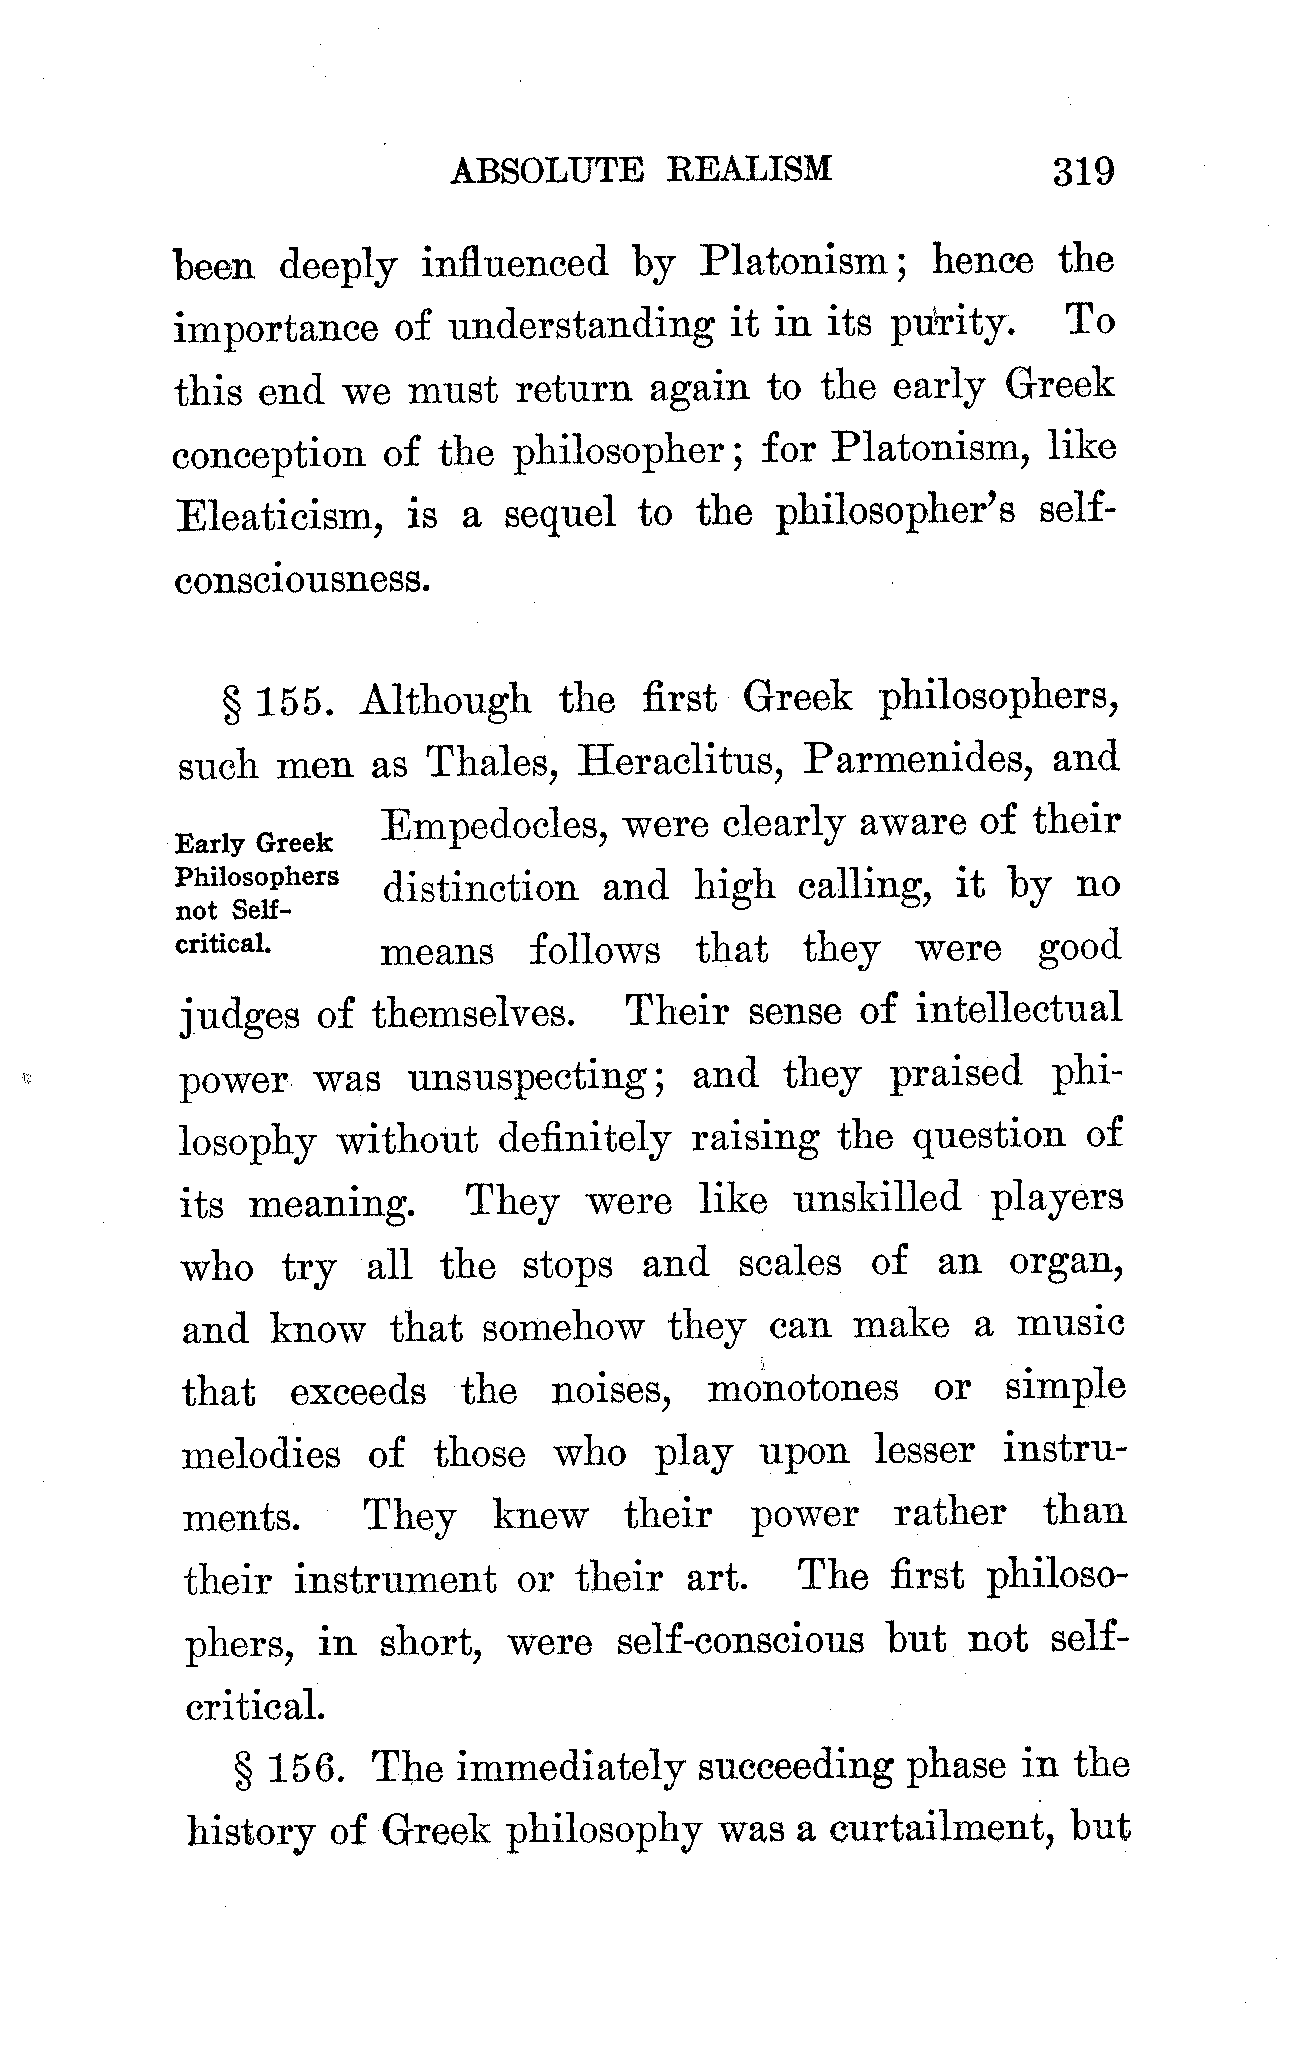 ABSOLUTE REALISM 319
been deeply influenced by Platonism; hence the
importance of understanding it in its purity. To
this end we must return again to the early Greek
conception of the philosopher; for Platonism, like
Eleaticism, is a sequel to the philosopher's self-
consciousness.
§ 155. Although the first Greek philosophers,
such men as Thales, Heraclitus, Parmenides, and
Early Greek
Philosophers
not Self-
critical.
Empedocles, were clearly aware of their
distinction and high calling, it by no
means follows that they were good
judges of themselves. Their sense of intellectual
power was unsuspecting; and they praised phi-
losophy without definitely raising the question of
its meaning. They were like unskilled players
who try all the stops and scales of an organ,
and know that somehow they can make a music
that exceeds the noises, monotones or simple
melodies of those who play upon lesser instru-
ments. They knew their power rather than
their instrument or their art. The first philoso-
phers, in short, were self-conscious but not self-
critical.
§ 156. The immediately succeeding phase in the
history of Greek philosophy was a curtailment, but